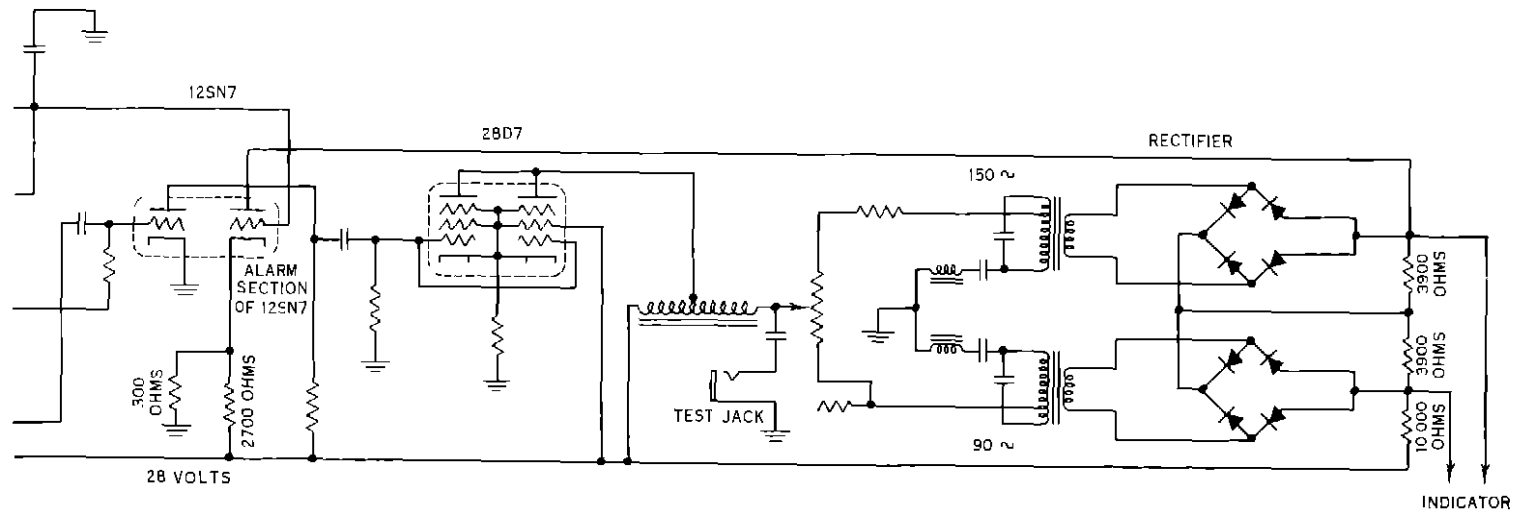 12SN7
28D7
RECTIFIER
150 ~
ALARM
SECTION
OF 12SN7
3900
OHMS
300
OHMS
2700 OHMS
3900
OHMS
TEST JACK
90 ~
10 000
OHMS
28 VOLTS
INDICATOR